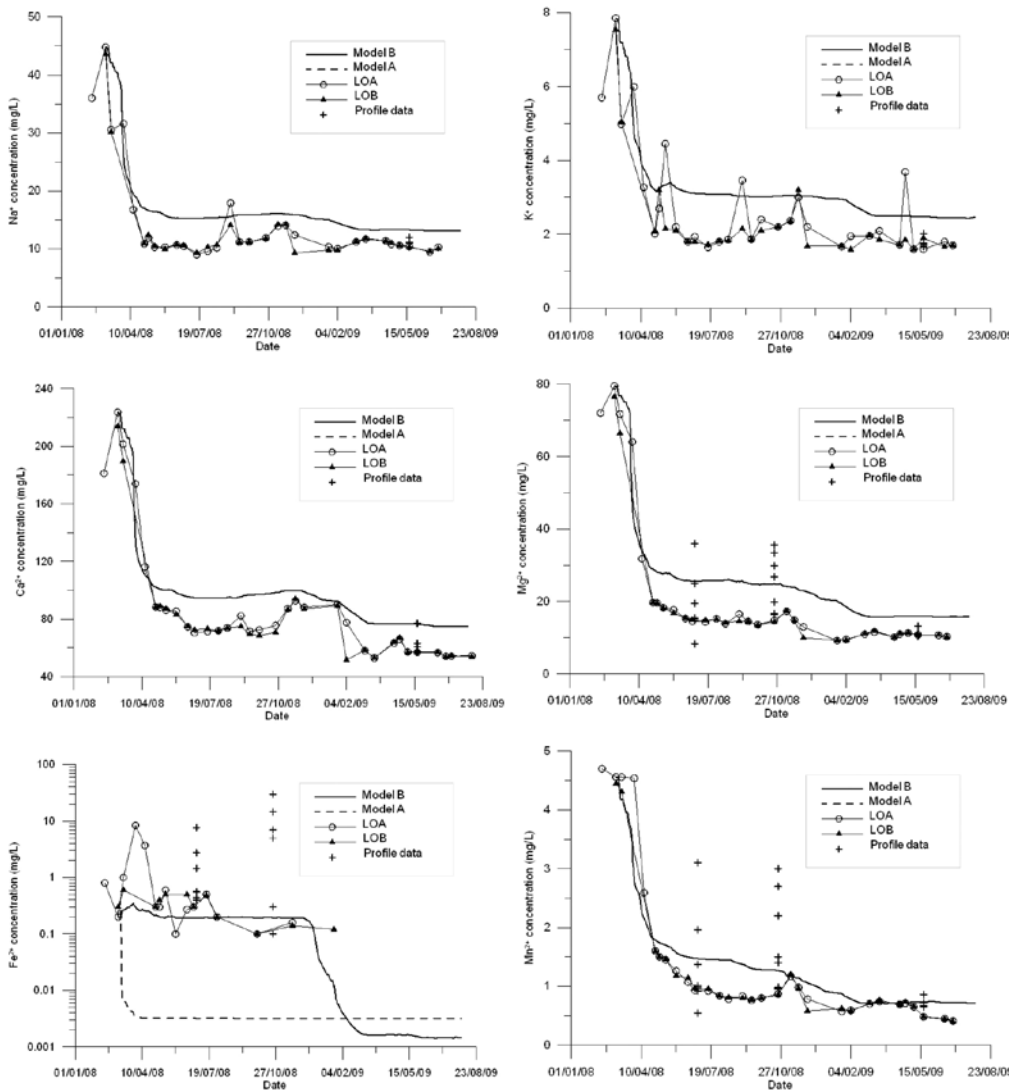 50
40
30
20
10
0
Na⁺ concentration (mg/L)
Model B
Model A
LOA
LOB
Profile data
01/01/08 10/04/08 19/07/08 27/10/08 04/02/09 15/05/09 23/08/09
Date
8
6
4
2
0
K⁺ concentration (mg/L)
Model B
Model A
LOA
LOB
Profile data
01/01/08 10/04/08 19/07/08 27/10/08 04/02/09 15/05/09 23/08/09
Date
240
220
180
140
100
80
60
40
Ca²⁺ concentration (mg/L)
Model B
Model A
LOA
LOB
Profile data
01/01/08 10/04/08 19/07/08 27/10/08 04/02/09 15/05/09 23/08/09
Date
80
60
40
20
0
Mg²⁺ concentration (mg/L)
Model B
Model A
LOA
LOB
Profile data
01/01/08 10/04/08 19/07/08 27/10/08 04/02/09 15/05/09 23/08/09
Date
100
10
1
0.1
0.01
0.001
Fe²⁺ concentration (mg/L)
Model B
Model A
LOA
LOB
Profile data
01/01/08 10/04/08 19/07/08 27/10/08 04/02/09 15/05/09 23/08/09
Date
5
4
3
2
1
0
Mn²⁺ concentration (mg/L)
Model B
Model A
LOA
LOB
Profile data
01/01/08 10/04/08 19/07/08 27/10/08 04/02/09 15/05/09 23/08/09
Date